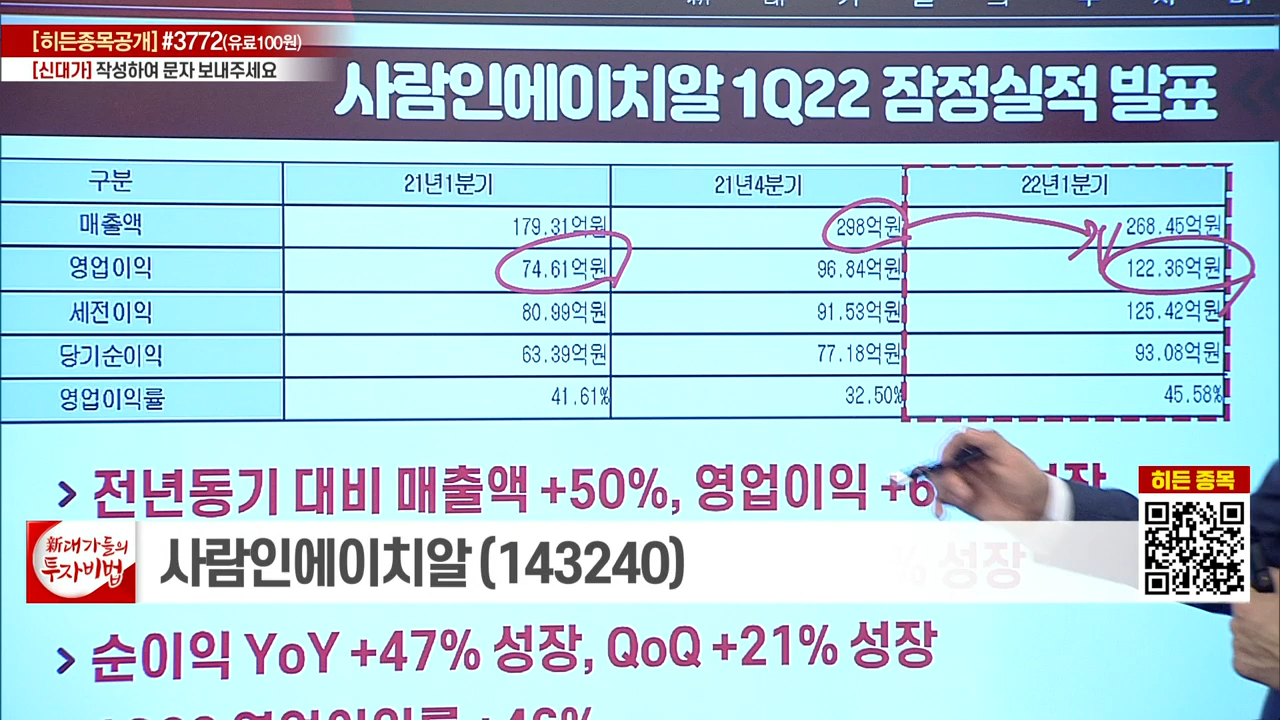 [히든종목공개] #3772(유료100원)
[신대가] 작성하여 문자 보내주세요
사람인에이치알 1Q22 잠정실적 발표
구분 21년1분기 21년4분기 22년1분기
매출액 179.31억원 298억원 268.45억원
영업이익 74.61억원 96.84억원 122.36억원
세전이익 80.99억원 91.53억원 125.42억원
당기순이익 63.39억원 77.18억원 93.08억원
영업이익률 41.61% 32.50% 45.58%
> 전년동기 대비 매출액 +50%, 영업이익 +6 성장
히든 종목
新대가들의
투자비법
사람인에이치알 (143240)
% 성장
> 순이익 YoY +47% 성장, QoQ +21% 성장
영업이익률 +46%